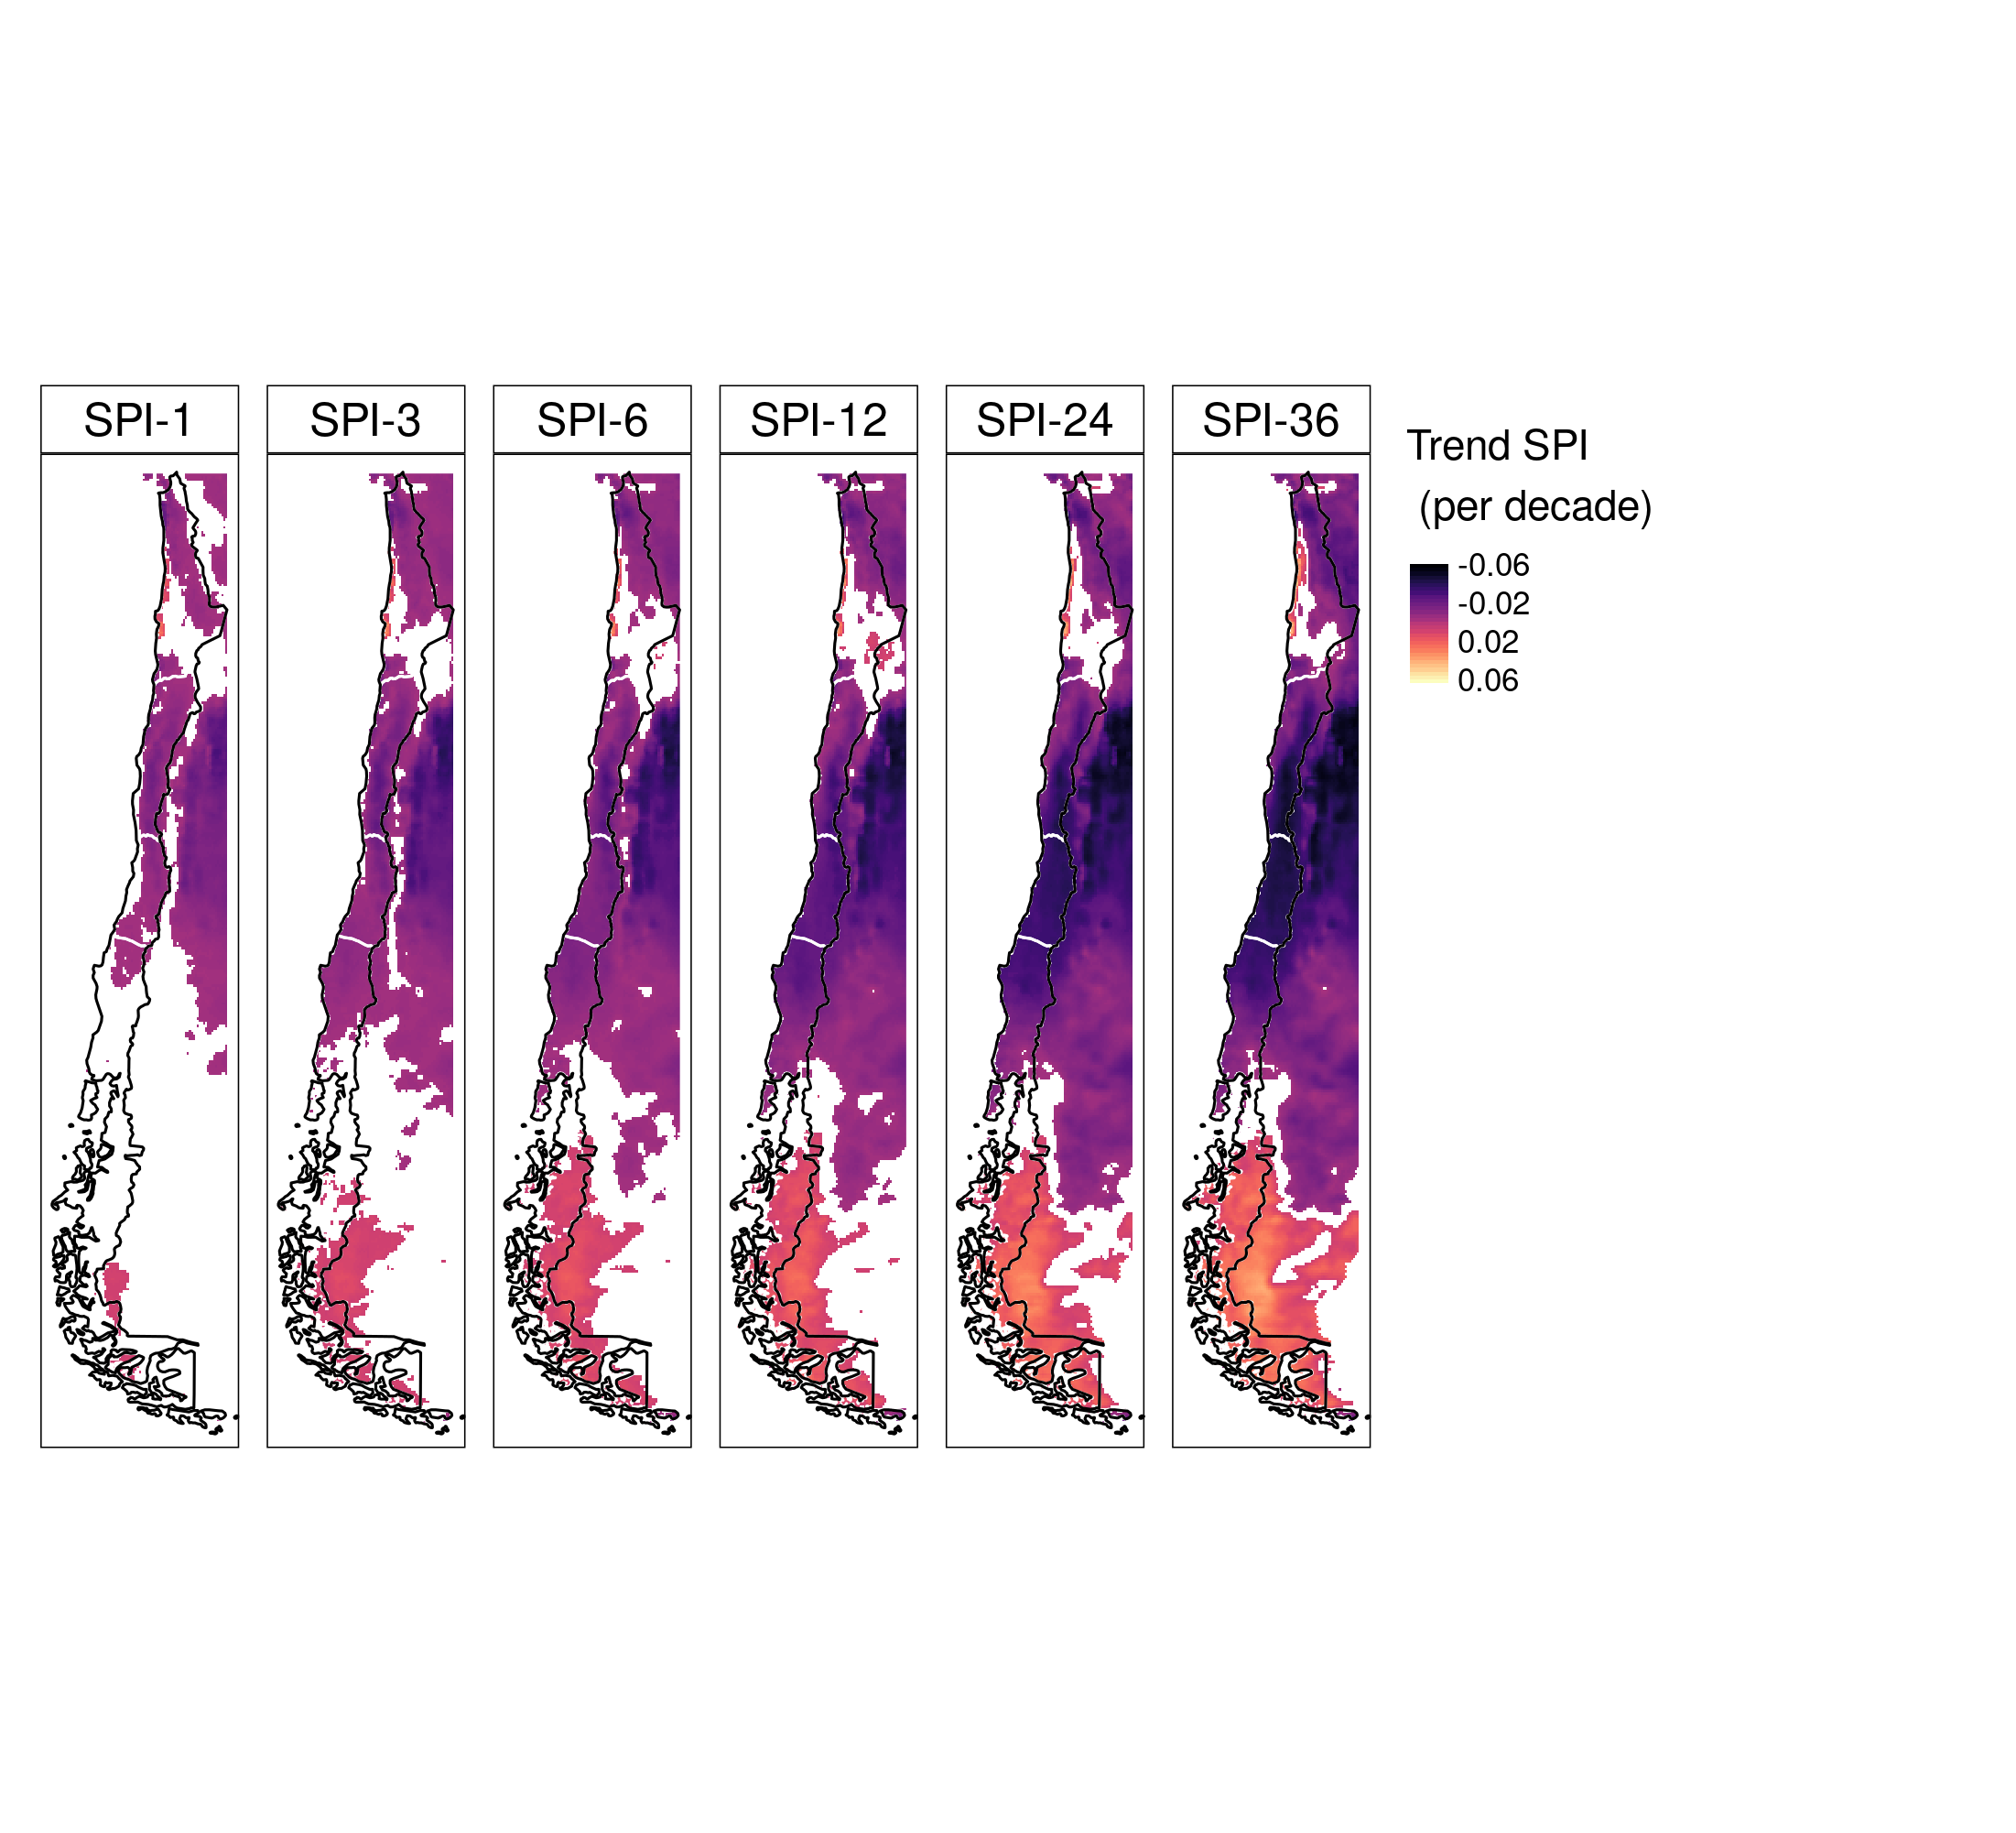 SPI-1
SPI-3
SPI-6
SPI-12
SPI-24
SPI-36
Trend SPI
(per decade)
-0.06
-0.02
0.02
0.06